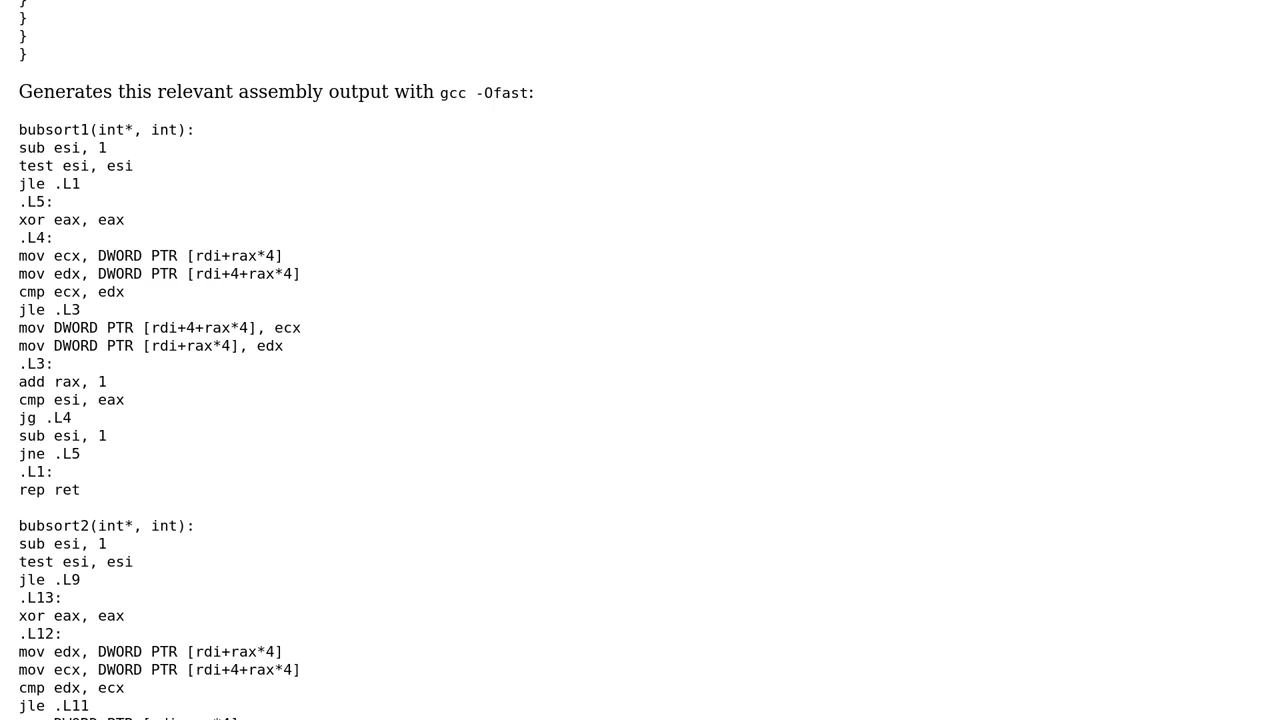 }
}
}
}
Generates this relevant assembly output with gcc -Ofast:
bubsort1(int*, int):
sub esi, 1
test esi, esi
jle .L1
.L5:
xor eax, eax
.L4:
mov ecx, DWORD PTR [rdi+rax*4]
mov edx, DWORD PTR [rdi+4+rax*4]
cmp ecx, edx
jle .L3
mov DWORD PTR [rdi+4+rax*4], ecx
mov DWORD PTR [rdi+rax*4], edx
.L3:
add rax, 1
cmp esi, eax
jg .L4
sub esi, 1
jne .L5
.L1:
rep ret
bubsort2(int*, int):
sub esi, 1
test esi, esi
jle .L9
.L13:
xor eax, eax
.L12:
mov edx, DWORD PTR [rdi+rax*4]
mov ecx, DWORD PTR [rdi+4+rax*4]
cmp edx, ecx
jle .L11